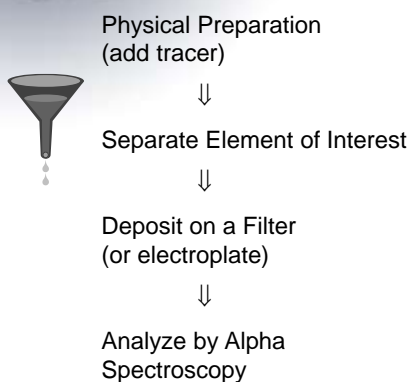 Physical Preparation
(add tracer)
⇓
Separate Element of Interest
⇓
Deposit on a Filter
(or electroplate)
⇓
Analyze by Alpha
Spectroscopy